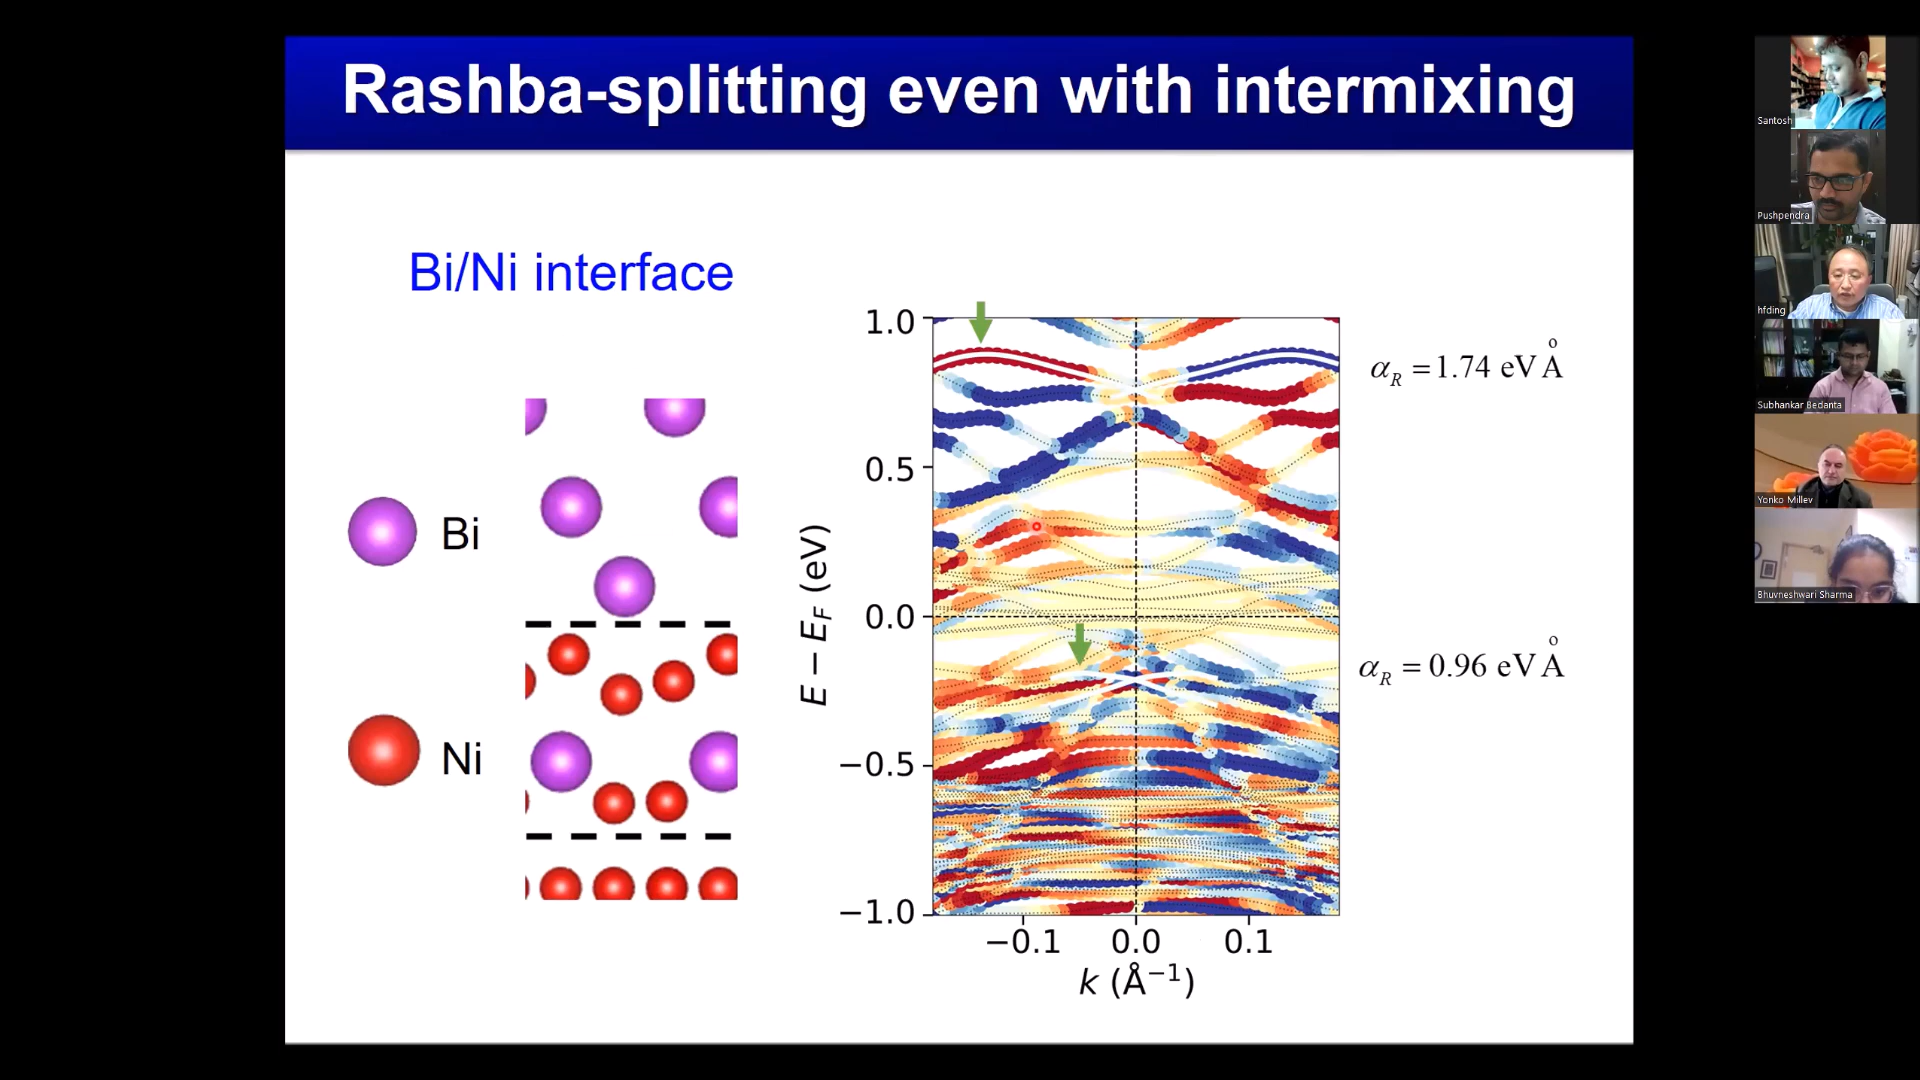 Rashba-splitting even with intermixing
Bi/Ni interface
Bi
Ni
E − E_F (eV)
1.0
0.5
0.0
−0.5
−1.0
−0.1 0.0 0.1
k (Å⁻¹)
α_R = 1.74 eV Å
α_R = 0.96 eV Å
Santosh
Pushpendra
hfding
Subhankar Bedanta
Yonko Millev
Bhuvneshwari Sharma